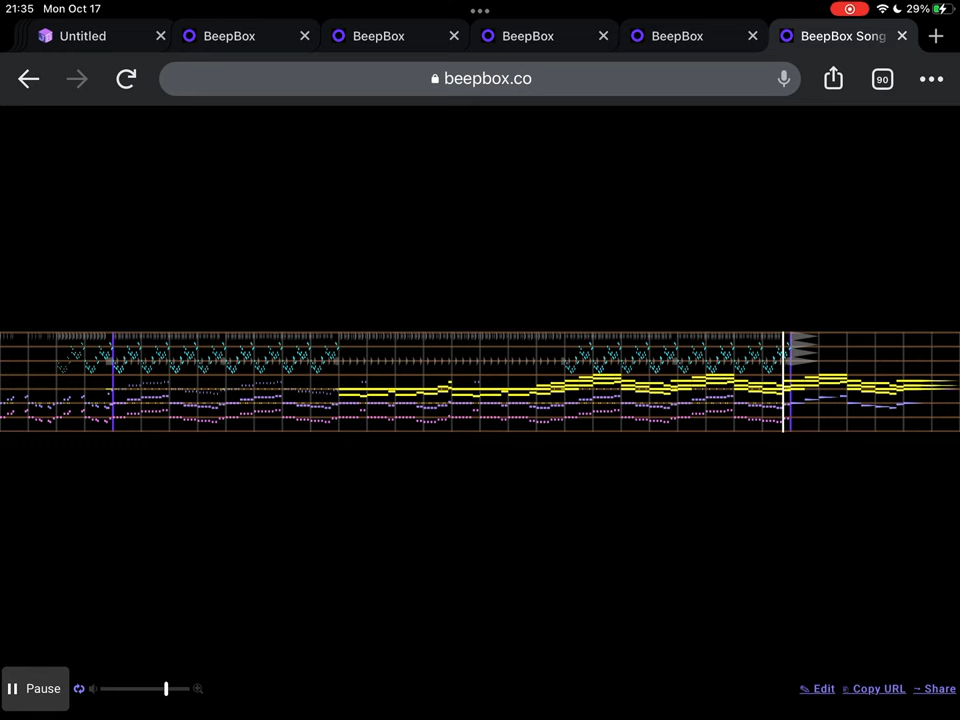 21:35 Mon Oct 17
29%
Untitled
BeepBox
BeepBox
BeepBox
BeepBox
BeepBox Song
beepbox.co
90
Pause
Edit
Copy URL
Share